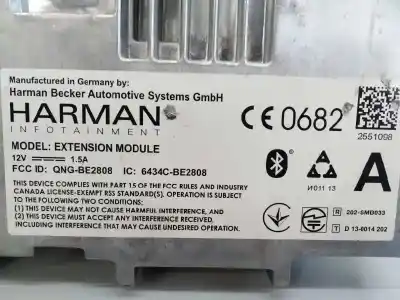 Manufactured in Germany by:
Harman Becker Automotive Systems GmbH
HARMAN
INFOTAINMENT
CE0682
2551098
MODEL: EXTENSION MODULE
12V 1.5A
FCC ID: QNG-BE2808 IC: 6434C-BE2808
THIS DEVICE COMPLIES WITH PART 15 OF THE FCC RULES AND INDUSTRY
CANADA LICENSE-EXEMPT RSS STANDARD(S). OPERATION IS SUBJECT TO
THE FOLLOWING TWO CONDITIONS:
(1) THIS DEVICE MAY NOT CAUSE HARMFUL INTERFERENCE, AND
(2) THIS DEVICE MUST ACCEPT ANY INTERFERENCE RECEIVED,
INCLUDING INTERFERENCE THAT MAY CAUSE UNDESIRED OPERATION.
И011 13
A
R 202-SMD033
T D 13-0014 202